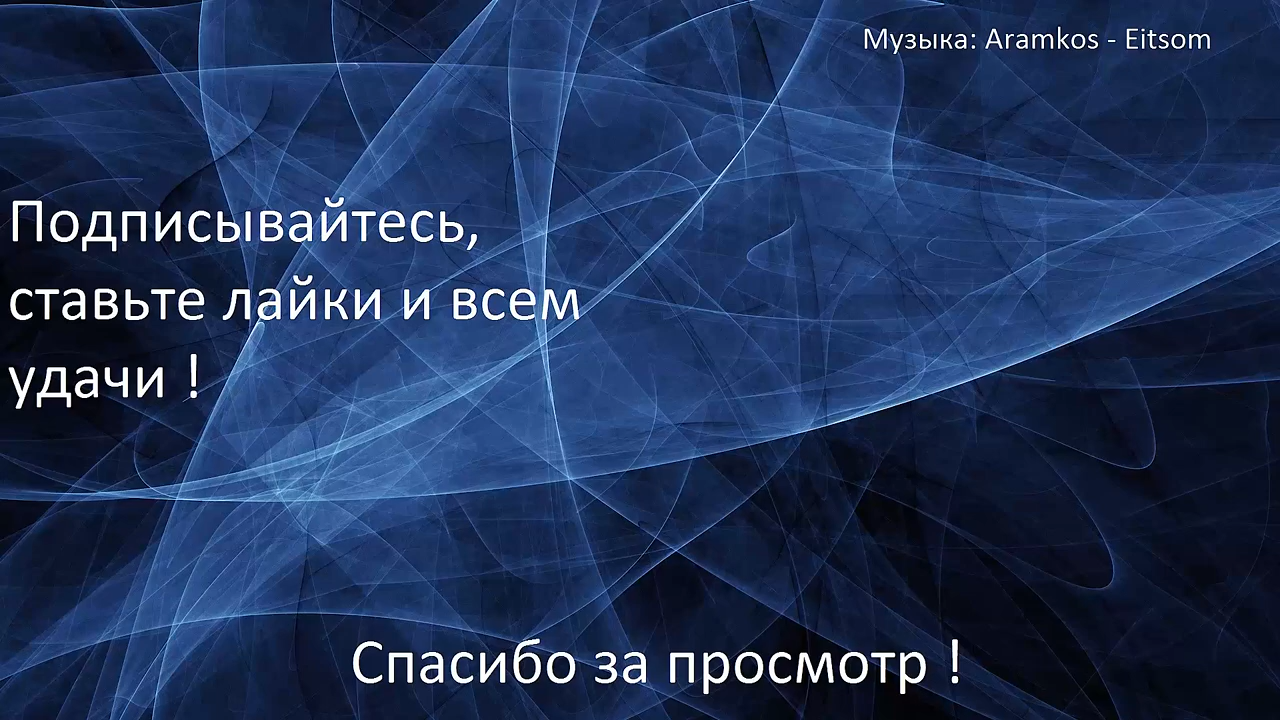 Музыка: Aramkos - Eitsom
Подписывайтесь,
ставьте лайки и всем
удачи !
Спасибо за просмотр !